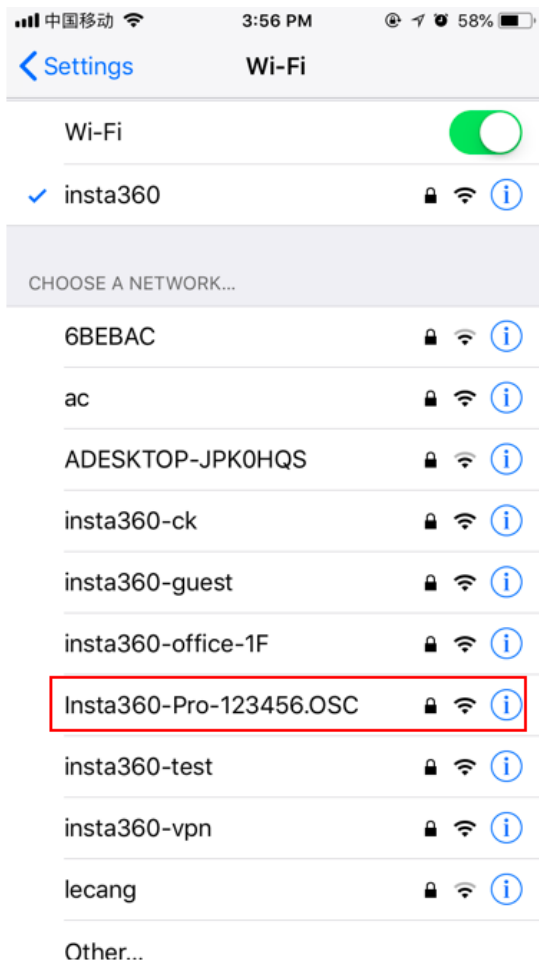 中国移动 3:56 PM 58%
Settings Wi-Fi
Wi-Fi
insta360
CHOOSE A NETWORK...
6BEBAC
ac
ADESKTOP-JPK0HQS
insta360-ck
insta360-guest
insta360-office-1F
Insta360-Pro-123456.OSC
insta360-test
insta360-vpn
lecang
Other...